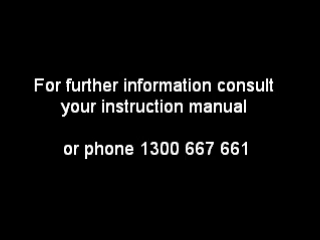 For further information consult
your instruction manual
or phone 1300 667 661